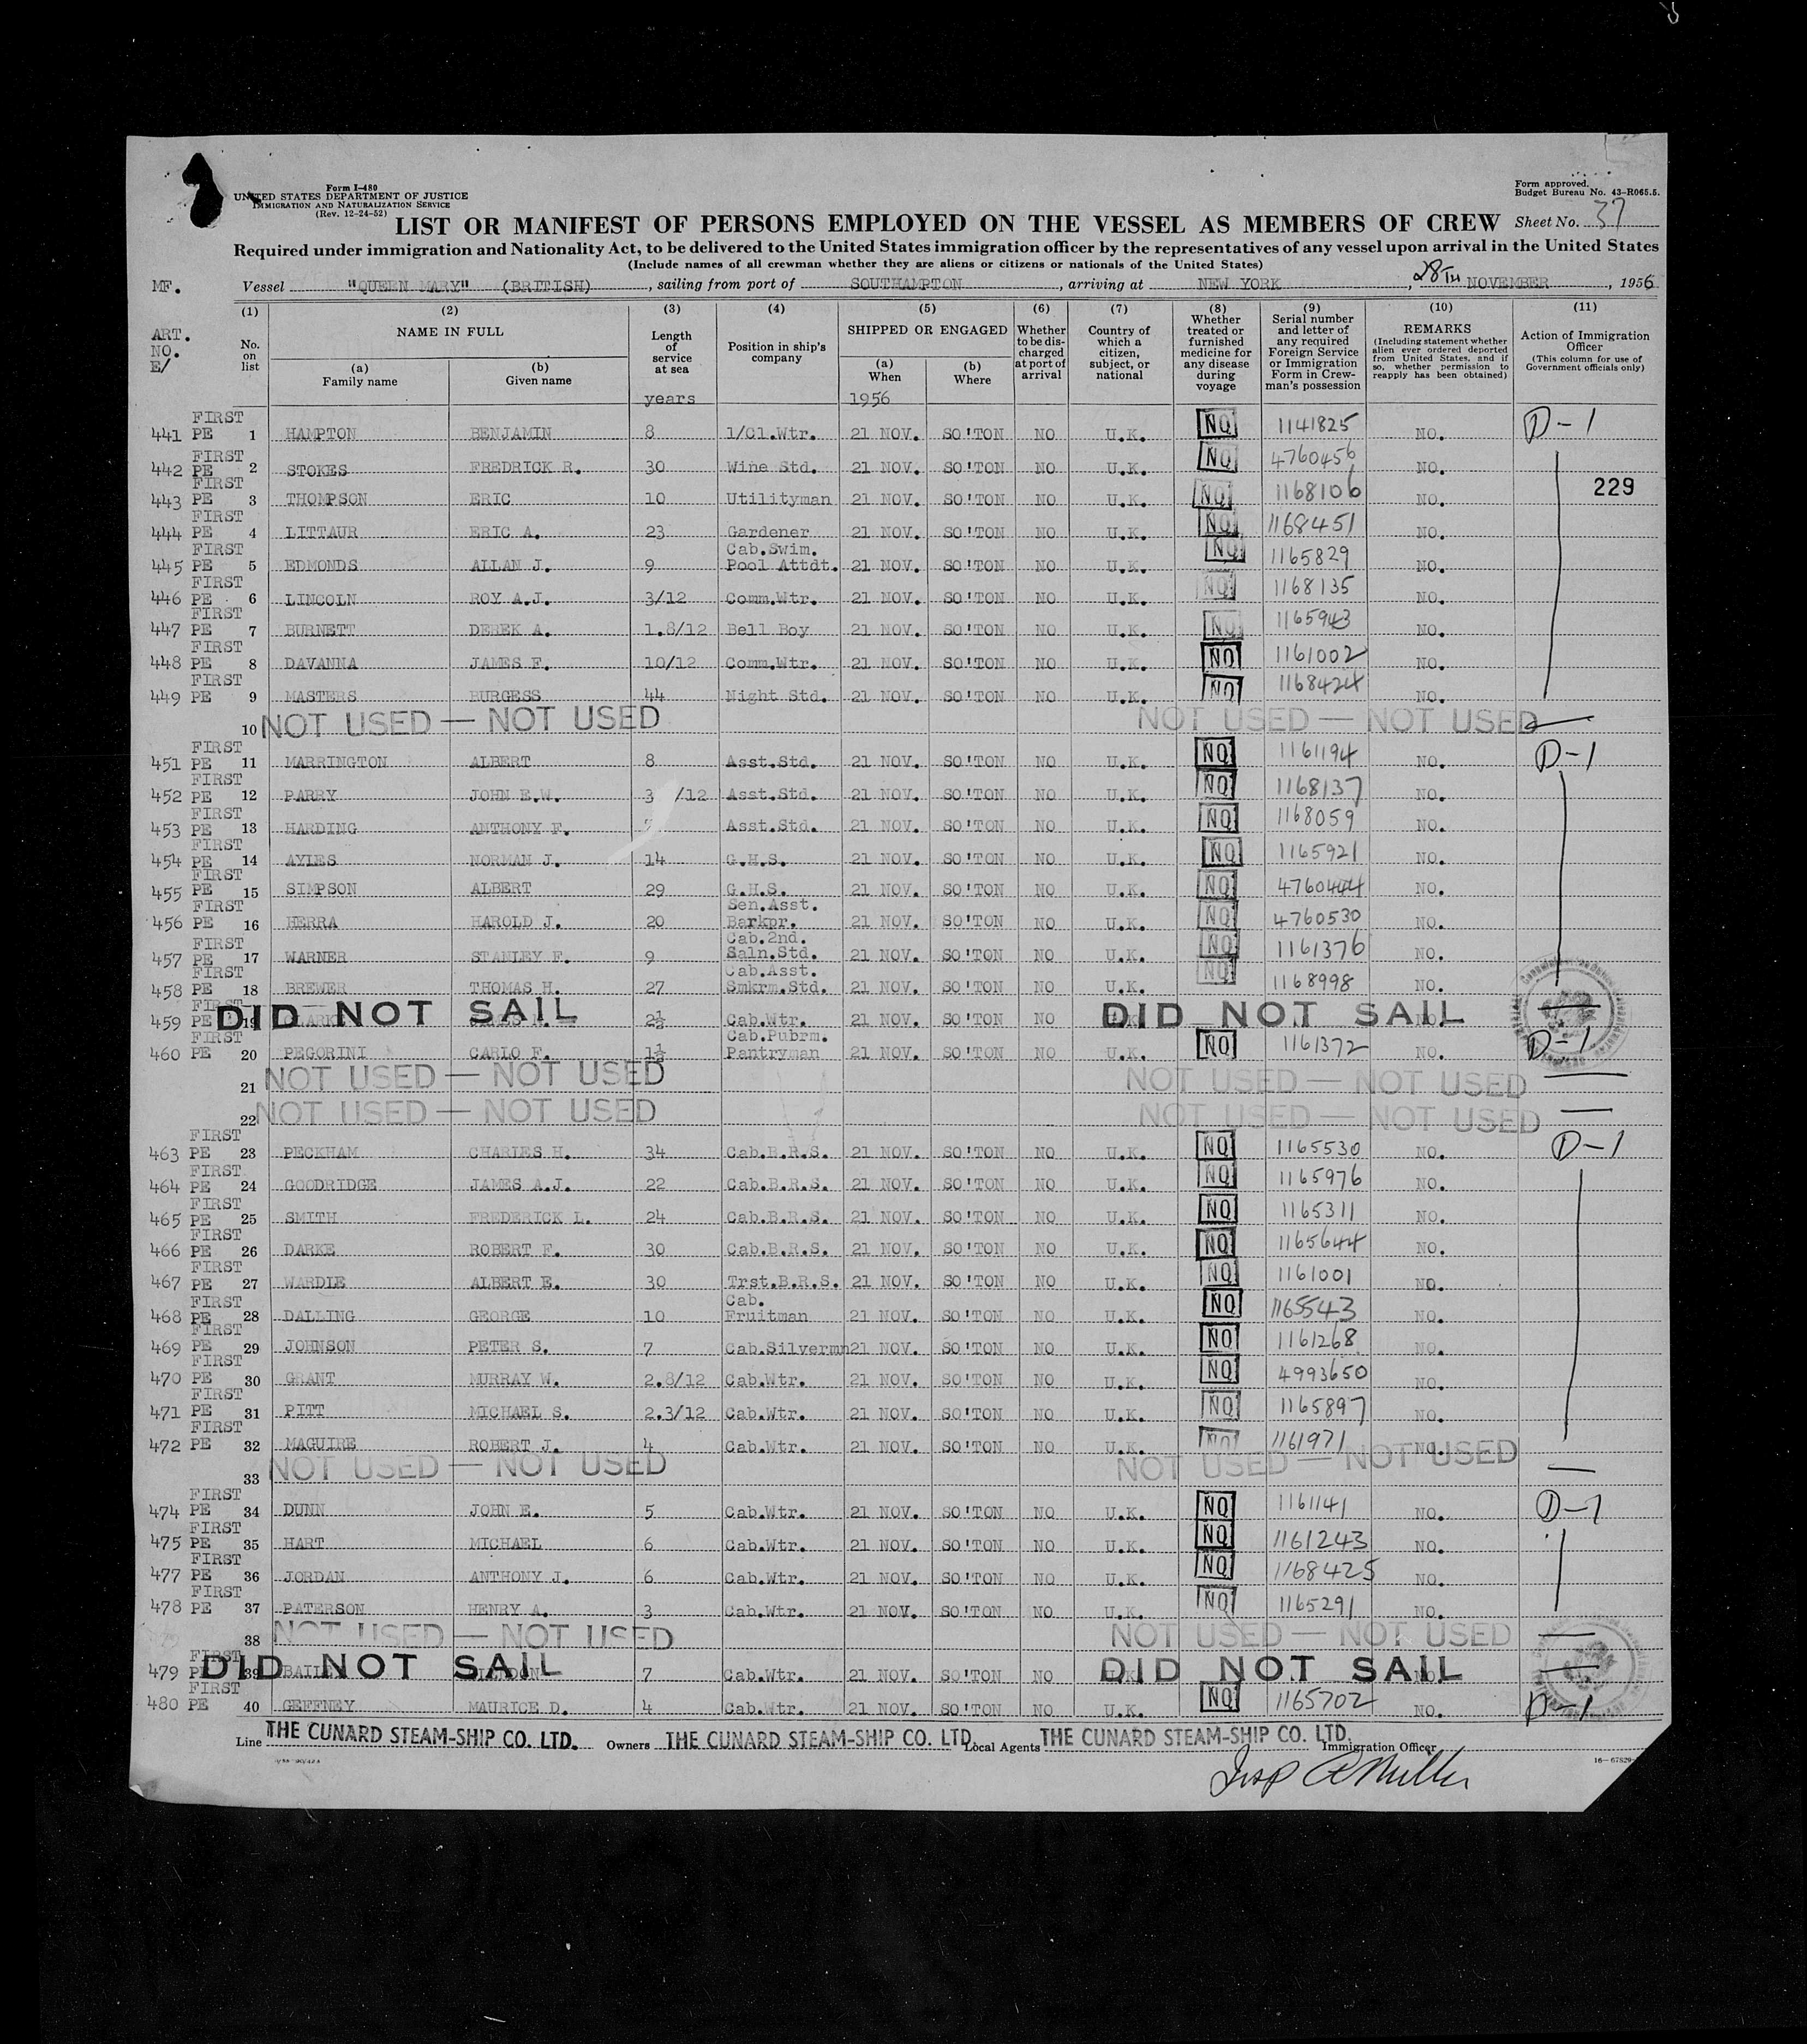 Form I-480
UNITED STATES DEPARTMENT OF JUSTICE
IMMIGRATION AND NATURALIZATION SERVICE
(Rev. 12-24-52)
Form approved.
Budget Bureau No. 43-R065.5.
LIST OR MANIFEST OF PERSONS EMPLOYED ON THE VESSEL AS MEMBERS OF CREW Sheet No. 37
Required under immigration and Nationality Act, to be delivered to the United States immigration officer by the representatives of any vessel upon arrival in the United States
(Include names of all crewman whether they are aliens or citizens or nationals of the United States)
MF. Vessel "QUEEN MARY" (BRITISH), sailing from port of SOUTHAMPTON, arriving at NEW YORK, 28TH NOVEMBER, 1956
ART. NO. E/
(1) No. on list
(2) NAME IN FULL
(a) Family name
(b) Given name
(3) Length of service at sea
years
(4) Position in ship's company
(5) SHIPPED OR ENGAGED
(a) When
1956
(b) Where
(6) Whether to be discharged at port of arrival
(7) Country of which a citizen, subject, or national
(8) Whether treated or furnished medicine for any disease during voyage
(9) Serial number and letter of any required Foreign Service or Immigration Form in Crewman's possession
(10) REMARKS
(Including statement whether alien ever ordered deported from United States, and if so, whether permission to reapply has been obtained)
(11) Action of Immigration Officer
(This column for use of Government officials only)
441 FIRST PE 1 HAMPTON BENJAMIN 8 1/Cl.Wtr. 21 NOV. SO'TON NO U.K. NO 1141825 NO. D-1
442 FIRST PE 2 STOKES FREDRICK R. 30 Wine Std. 21 NOV. SO'TON NO U.K. NO 4760456 NO.
443 FIRST PE 3 THOMPSON ERIC 10 Utilityman 21 NOV. SO'TON NO U.K. NO 1168106 NO. 229
444 FIRST PE 4 LITTAUR ERIC A. 23 Gardener 21 NOV. SO'TON NO U.K. NO 1168451 NO.
445 FIRST PE 5 EDMONDS ALLAN J. 9 Cab.Swim. Pool Attdt. 21 NOV. SO'TON NO U.K. NO 1165829 NO.
446 FIRST PE 6 LINCOLN ROY A.J. 3/12 Comm.Wtr. 21 NOV. SO'TON NO U.K. NO 1168135 NO.
447 FIRST PE 7 BURNETT DEREK A. 1.8/12 Bell Boy 21 NOV. SO'TON NO U.K. NO 1165943 NO.
448 FIRST PE 8 DAVANNA JAMES F. 10/12 Comm.Wtr. 21 NOV. SO'TON NO U.K. NO 1161002 NO.
449 FIRST PE 9 MASTERS BURGESS 44 Night Std. 21 NOV. SO'TON NO U.K. NO 1168424 NO.
10 NOT USED — NOT USED NOT USED — NOT USED
451 FIRST PE 11 MARRINGTON ALBERT 8 Asst.Std. 21 NOV. SO'TON NO U.K. NO 1161194 NO. D-1
452 FIRST PE 12 PARRY JOHN E.W. 3 /12 Asst.Std. 21 NOV. SO'TON NO U.K. NO 1168137 NO.
453 FIRST PE 13 HARDING ANTHONY F. Asst.Std. 21 NOV. SO'TON NO U.K. NO 1168059 NO.
454 FIRST PE 14 AYLES NORMAN J. 14 G.H.S. 21 NOV. SO'TON NO U.K. NO 1165921 NO.
455 FIRST PE 15 SIMPSON ALBERT 29 G.H.S. 21 NOV. SO'TON NO U.K. NO 4760444 NO.
456 FIRST PE 16 HERRA HAROLD J. 20 Sen.Asst. Barkpr. 21 NOV. SO'TON NO U.K. NO 4760530 NO.
457 FIRST PE 17 WARNER STANLEY F. 9 Cab.2nd. Saln.Std. 21 NOV. SO'TON NO U.K. NO 1161376 NO.
458 FIRST PE 18 BREWER THOMAS H. 27 Cab.Asst. Smkrm.Std. 21 NOV. SO'TON NO U.K. NO 1168998 NO.
459 FIRST PE 19 DID NOT SAIL Cab.Wtr. 21 NOV. SO'TON NO DID NOT SAIL
460 FIRST PE 20 PEGORINI CARLO F. Cab.Pubrm. Pantryman 21 NOV. SO'TON NO U.K. NO 1161372 NO. D-1
21 NOT USED — NOT USED NOT USED — NOT USED
22 NOT USED — NOT USED NOT USED — NOT USED
463 FIRST PE 23 PECKHAM CHARLES H. 34 Cab.B.R.S. 21 NOV. SO'TON NO U.K. NO 1165530 NO. D-1
464 FIRST PE 24 GOODRIDGE JAMES A.J. 22 Cab.B.R.S. 21 NOV. SO'TON NO U.K. NO 1165976 NO.
465 FIRST PE 25 SMITH FREDERICK L. 24 Cab.B.R.S. 21 NOV. SO'TON NO U.K. NO 1165311 NO.
466 FIRST PE 26 DARKE ROBERT F. 30 Cab.B.R.S. 21 NOV. SO'TON NO U.K. NO 1165644 NO.
467 FIRST PE 27 WARDLE ALBERT E. 30 Trst.B.R.S. 21 NOV. SO'TON NO U.K. NO 1161001 NO.
468 FIRST PE 28 DALLING GEORGE 10 Cab. Fruitman 21 NOV. SO'TON NO U.K. NO 1165543 NO.
469 FIRST PE 29 JOHNSON PETER S. 7 Cab.Silvermn 21 NOV. SO'TON NO U.K. NO 1161268 NO.
470 FIRST PE 30 GRANT MURRAY W. 2.8/12 Cab.Wtr. 21 NOV. SO'TON NO U.K. NO 4993650 NO.
471 FIRST PE 31 PITT MICHAEL S. 2.3/12 Cab.Wtr. 21 NOV. SO'TON NO U.K. NO 1165897 NO.
472 FIRST PE 32 MAGUIRE ROBERT J. 4 Cab.Wtr. 21 NOV. SO'TON NO U.K. NO 1161971 NO.
33 NOT USED — NOT USED NOT USED — NOT USED
474 FIRST PE 34 DUNN JOHN E. 5 Cab.Wtr. 21 NOV. SO'TON NO U.K. NO 1161141 NO. D-1
475 FIRST PE 35 HART MICHAEL 6 Cab.Wtr. 21 NOV. SO'TON NO U.K. NO 1161243 NO.
477 FIRST PE 36 JORDAN ANTHONY J. 6 Cab.Wtr. 21 NOV. SO'TON NO U.K. NO 1168425 NO.
478 FIRST PE 37 PATERSON HENRY A. 3 Cab.Wtr. 21 NOV. SO'TON NO U.K. NO 1165291 NO.
38 NOT USED — NOT USED NOT USED — NOT USED
479 FIRST PE 39 DID NOT SAIL 7 Cab.Wtr. 21 NOV. SO'TON NO DID NOT SAIL
480 FIRST PE 40 GEFFNEY MAURICE D. 4 Cab.Wtr. 21 NOV. SO'TON NO U.K. NO 1165702 NO. D-1
Line THE CUNARD STEAM-SHIP CO. LTD. Owners THE CUNARD STEAM-SHIP CO. LTD. Local Agents THE CUNARD STEAM-SHIP CO. LTD. Immigration Officer
Insp